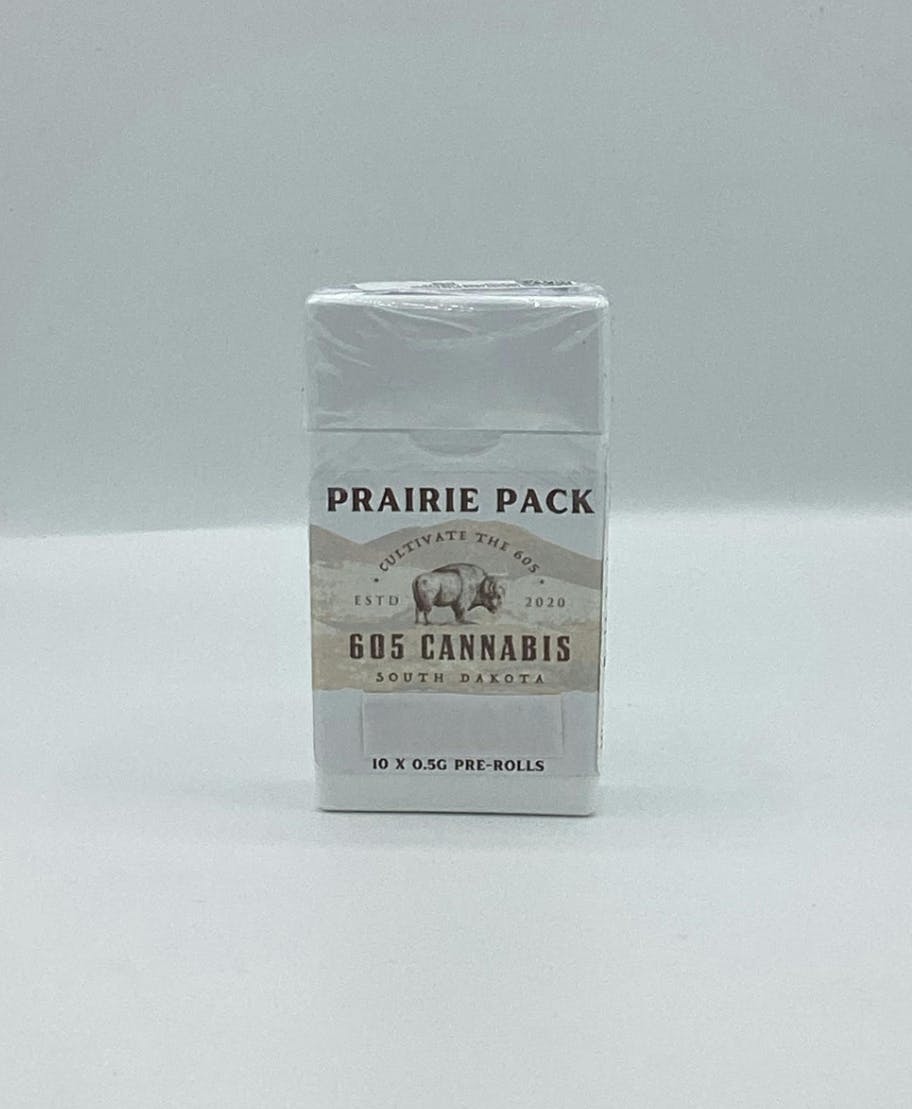 PRAIRIE PACK
• CULTIVATE THE 605 •
ESTD 2020
605 CANNABIS
SOUTH DAKOTA
10 X 0.5G PRE-ROLLS